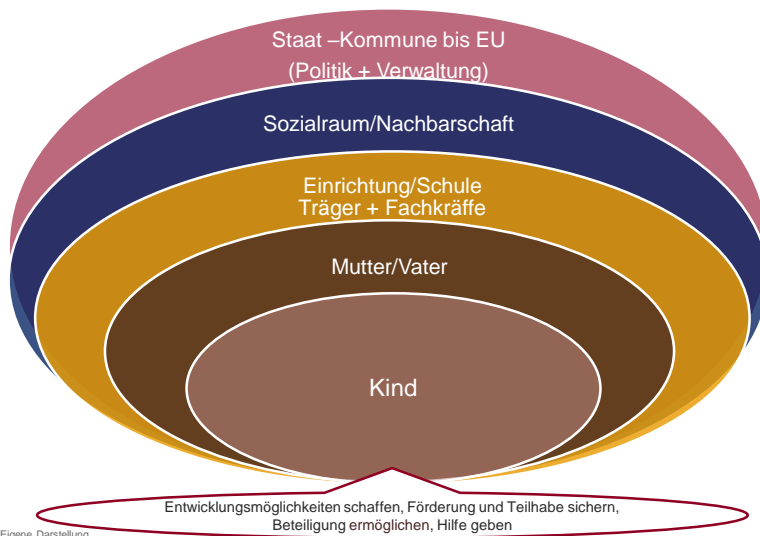 Staat –Kommune bis EU
(Politik + Verwaltung)
Sozialraum/Nachbarschaft
Einrichtung/Schule
Träger + Fachkräffe
Mutter/Vater
Kind
Entwicklungsmöglichkeiten schaffen, Förderung und Teilhabe sichern,
Beteiligung ermöglichen, Hilfe geben
Eigene Darstellung